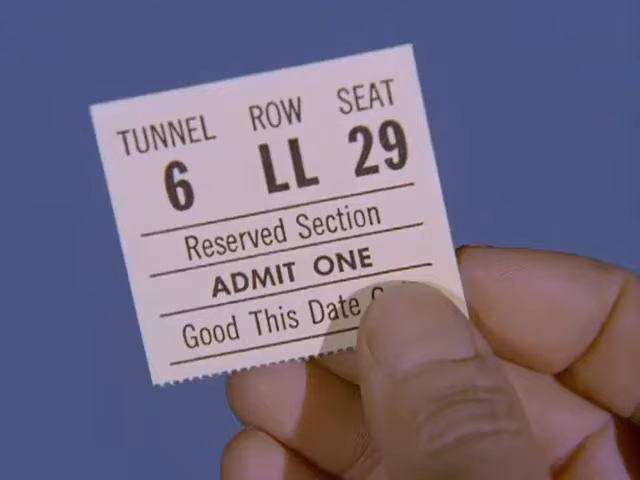 TUNNEL ROW SEAT
6 LL 29
Reserved Section
ADMIT ONE
Good This Date